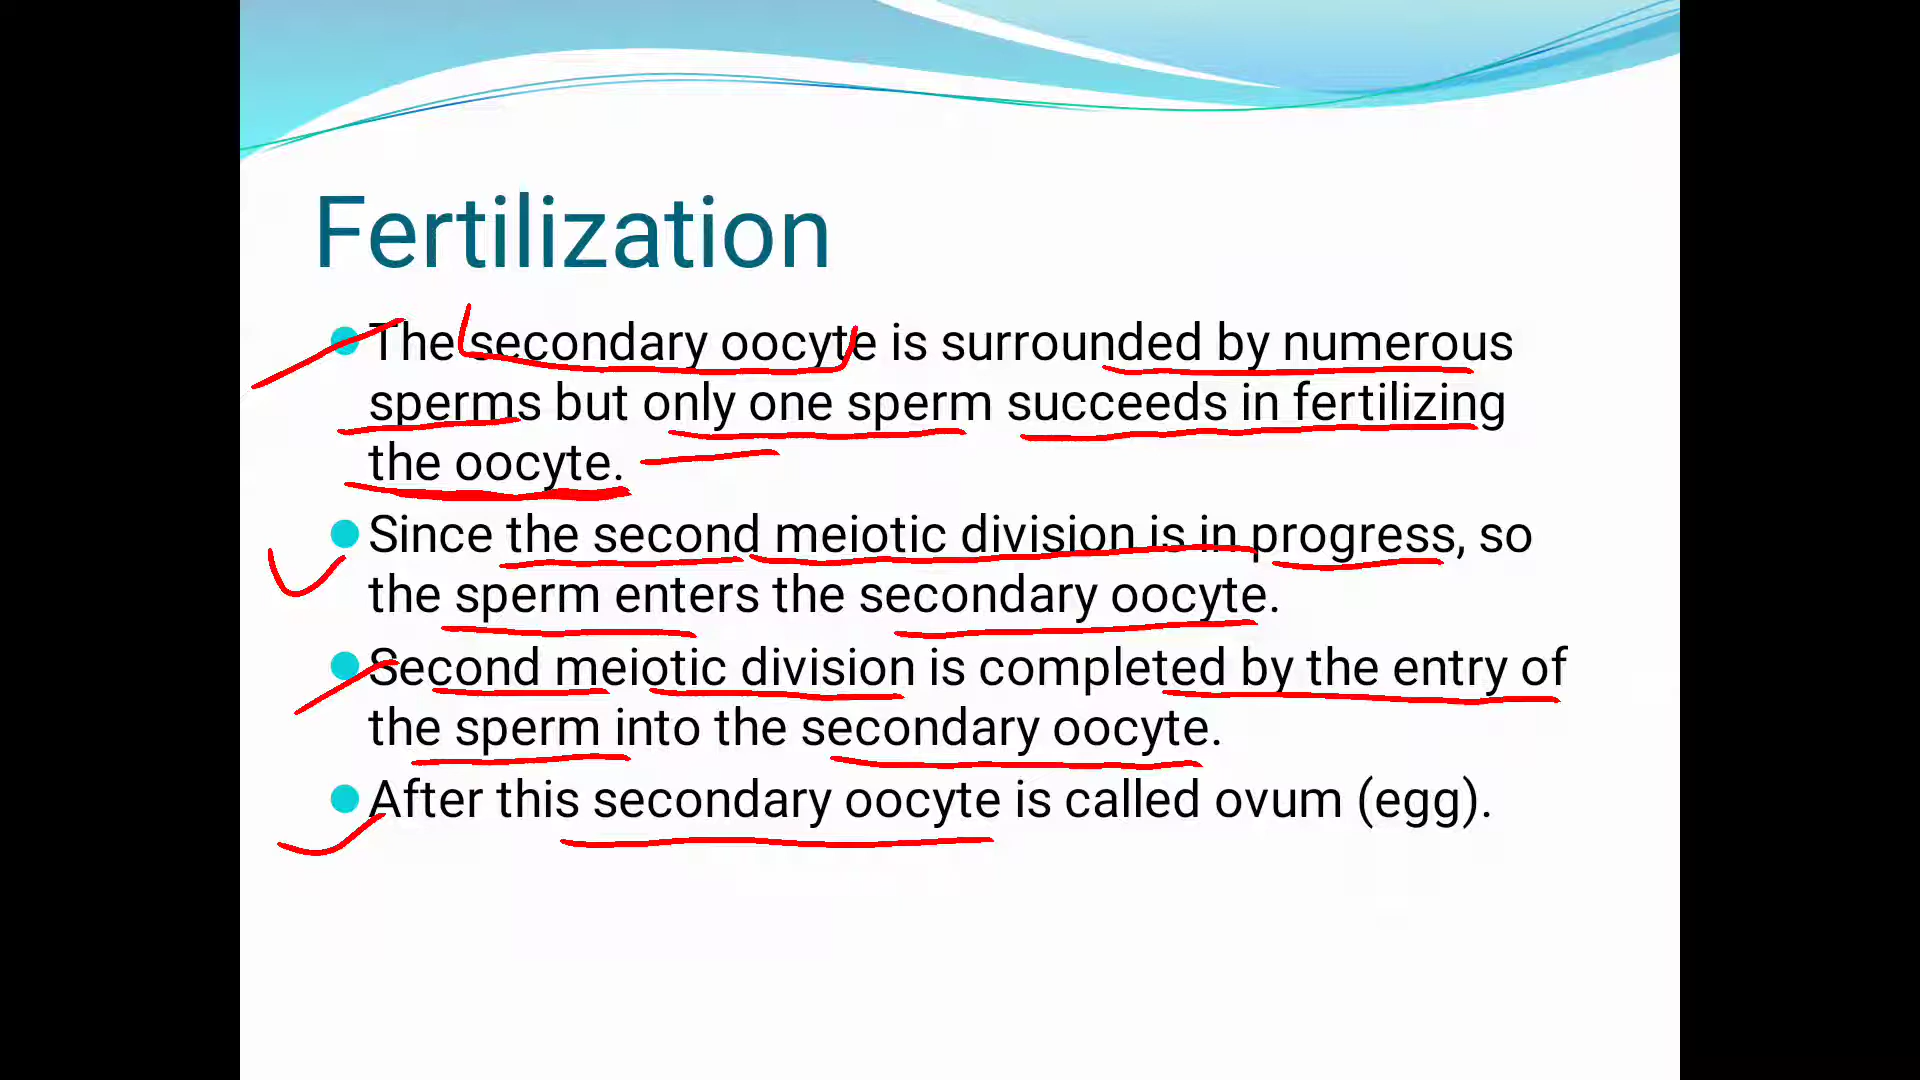 Fertilization
The secondary oocyte is surrounded by numerous
sperms but only one sperm succeeds in fertilizing
the oocyte.
Since the second meiotic division is in progress, so
the sperm enters the secondary oocyte.
Second meiotic division is completed by the entry of
the sperm into the secondary oocyte.
After this secondary oocyte is called ovum (egg).